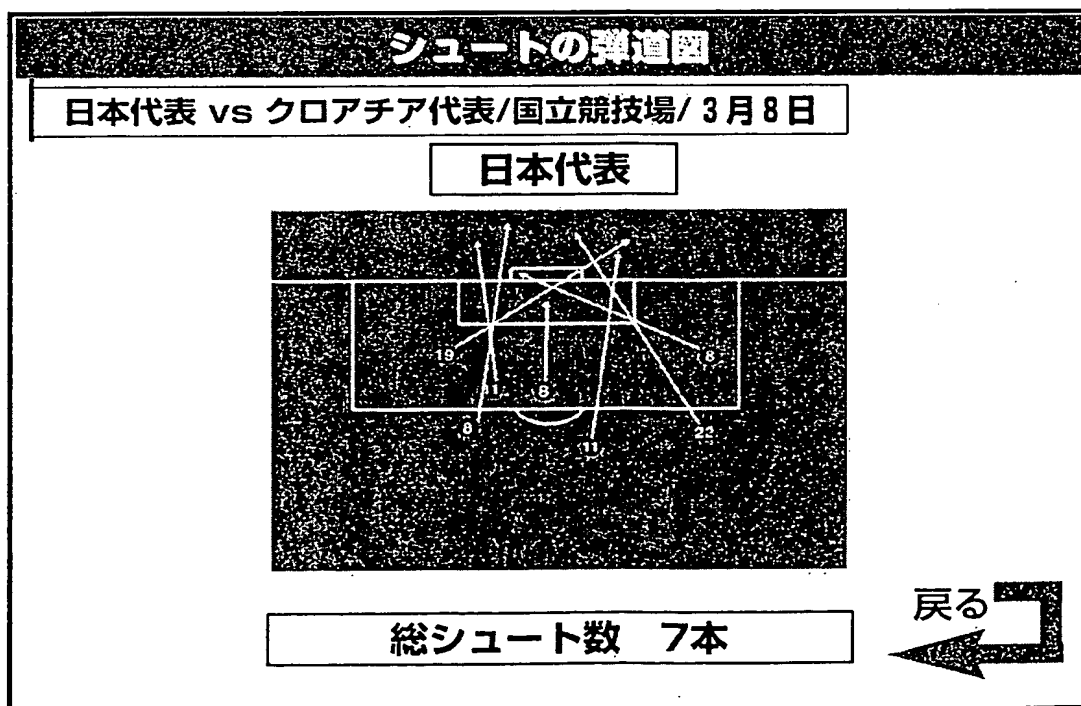 シュートの弾道図
日本代表 vs クロアチア代表/国立競技場/3月8日
日本代表
19
8
11
8
8
11
22
総シュート数 7本
戻る